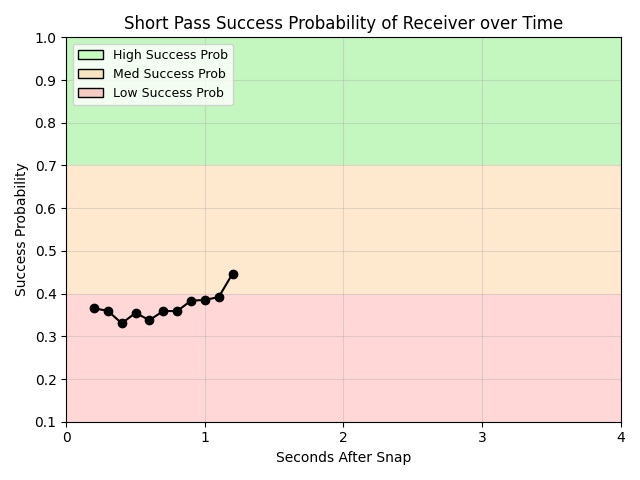 Short Pass Success Probability of Receiver over Time
1.0
0.9
0.8
0.7
0.6
0.5
0.4
0.3
0.2
0.1
Success Probability
High Success Prob
Med Success Prob
Low Success Prob
0 1 2 3 4
Seconds After Snap